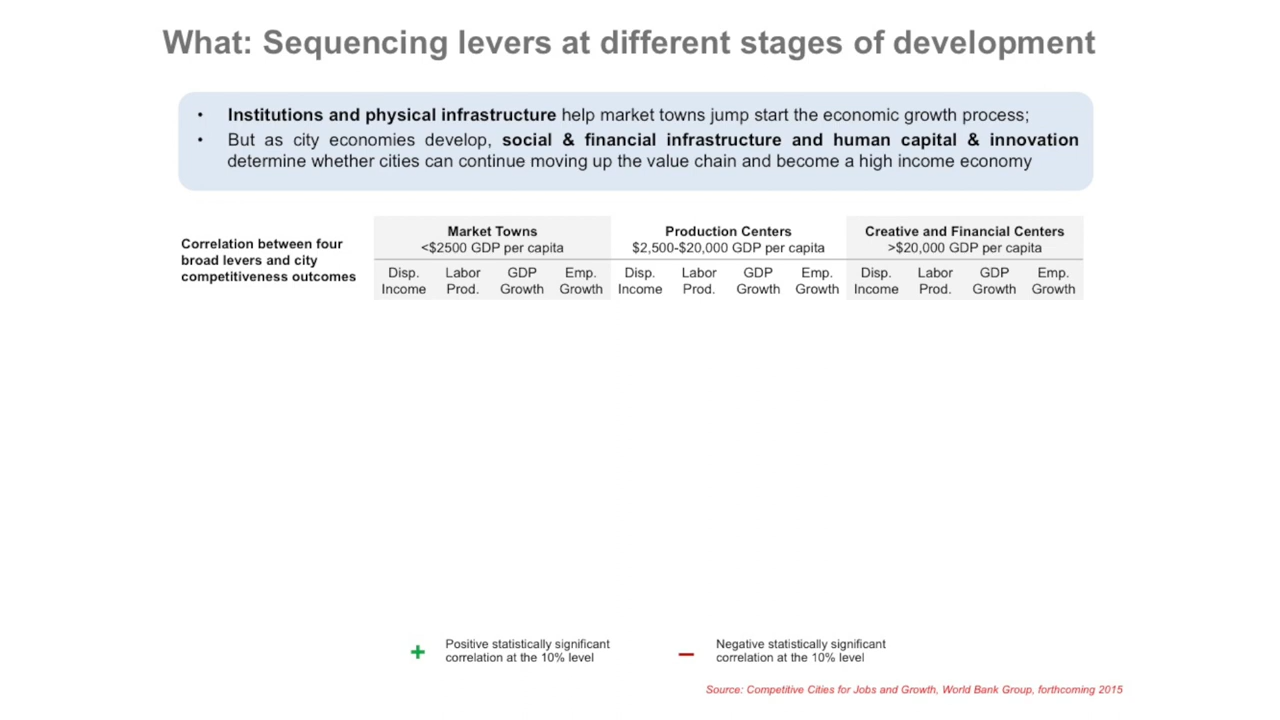 What: Sequencing levers at different stages of development
• Institutions and physical infrastructure help market towns jump start the economic growth process;
• But as city economies develop, social & financial infrastructure and human capital & innovation
determine whether cities can continue moving up the value chain and become a high income economy
Correlation between four
broad levers and city
competitiveness outcomes
Market Towns
<$2500 GDP per capita
Production Centers
$2,500-$20,000 GDP per capita
Creative and Financial Centers
>$20,000 GDP per capita
Disp. Labor GDP Emp. Disp. Labor GDP Emp. Disp. Labor GDP Emp.
Income Prod. Growth Growth Income Prod. Growth Growth Income Prod. Growth Growth
+ Positive statistically significant
correlation at the 10% level
– Negative statistically significant
correlation at the 10% level
Source: Competitive Cities for Jobs and Growth, World Bank Group, forthcoming 2015